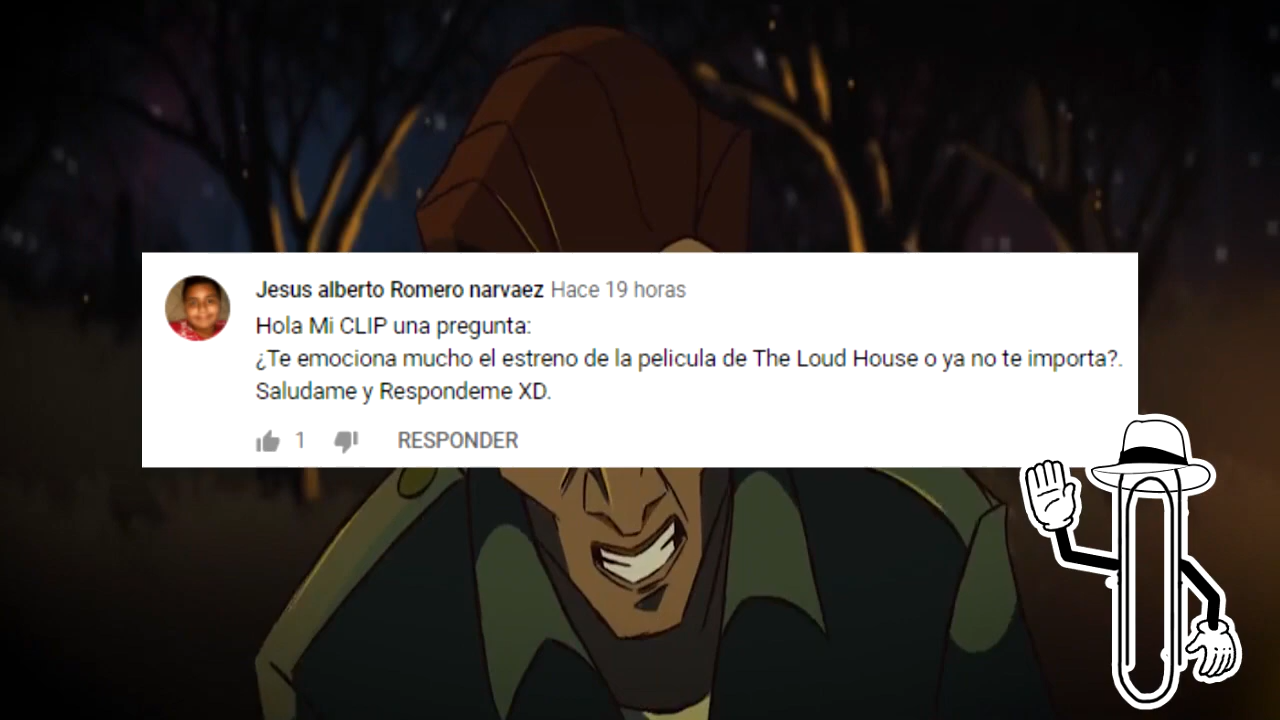 Jesus alberto Romero narvaez Hace 19 horas
Hola Mi CLIP una pregunta:
¿Te emociona mucho el estreno de la pelicula de The Loud House o ya no te importa?.
Saludame y Respondeme XD.
1 RESPONDER